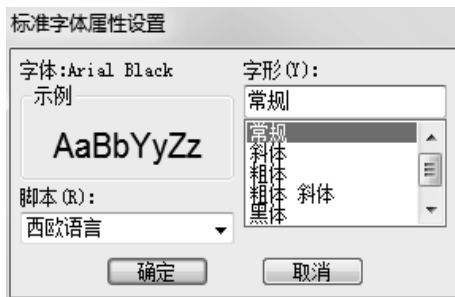 标准字体属性设置
字体:Arial Black
示例
AaBbYyZz
脚本(R):
西欧语言
字形(Y):
常规
常规
斜体
粗体
粗体 斜体
黑体
确定
取消